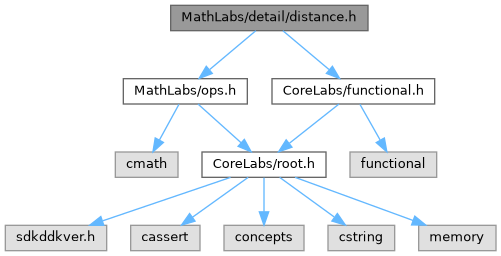 MathLabs/detail/distance.h
MathLabs/ops.h
CoreLabs/functional.h
cmath
CoreLabs/root.h
functional
sdkddkver.h
cassert
concepts
cstring
memory